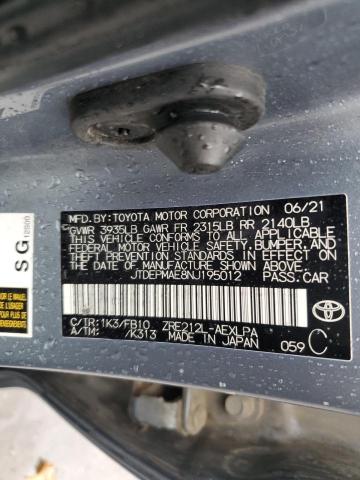 MFD.BY:TOYOTA MOTOR CORPORATION 06/21
GVWR 3935LB GAWR FR 2315LB RR 2140LB
THIS VEHICLE CONFORMS TO ALL APPLICABLE
FEDERAL MOTOR VEHICLE SAFETY, BUMPER, AND
THEFT PREVENTION STANDARDS IN EFFECT ON
THE DATE OF MANUFACTURE SHOWN ABOVE.
JTDEPMAE8NJ195012 PASS.CAR
C/TR:1K3/FB10 ZRE212L-AEXLPA
A/TM: /K313 MADE IN JAPAN 059 C
SG